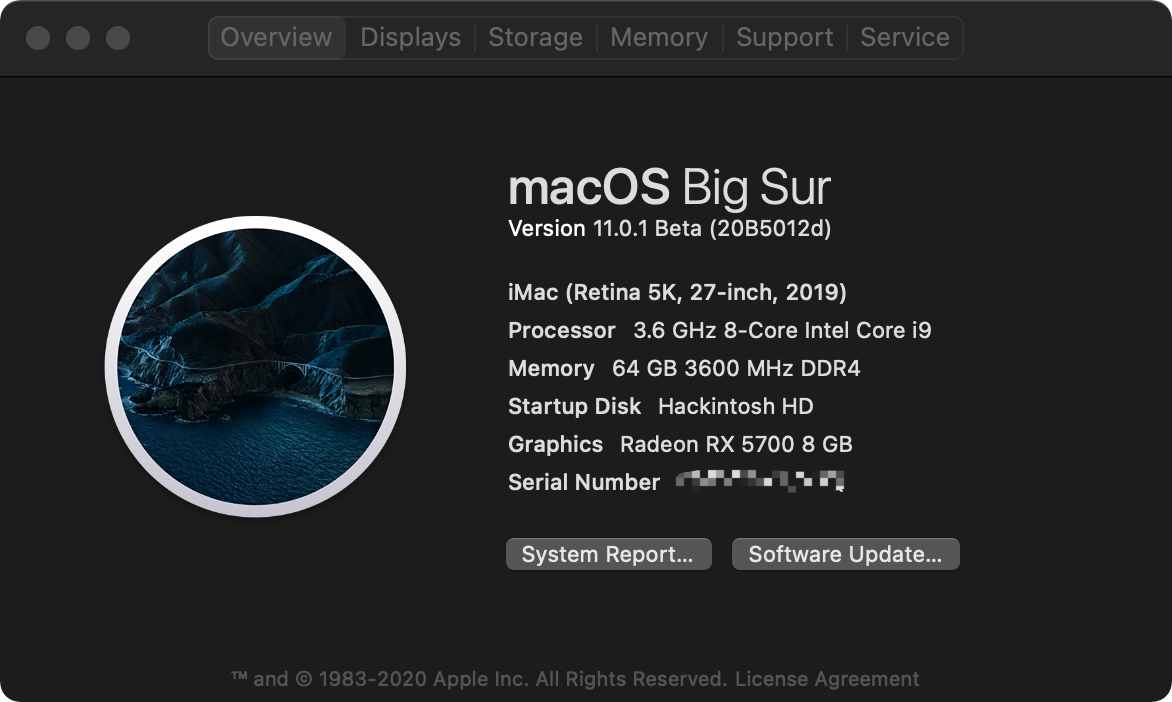 Overview Displays Storage Memory Support Service
macOS Big Sur
Version 11.0.1 Beta (20B5012d)
iMac (Retina 5K, 27-inch, 2019)
Processor 3.6 GHz 8-Core Intel Core i9
Memory 64 GB 3600 MHz DDR4
Startup Disk Hackintosh HD
Graphics Radeon RX 5700 8 GB
Serial Number
System Report... Software Update...
™ and © 1983-2020 Apple Inc. All Rights Reserved. License Agreement